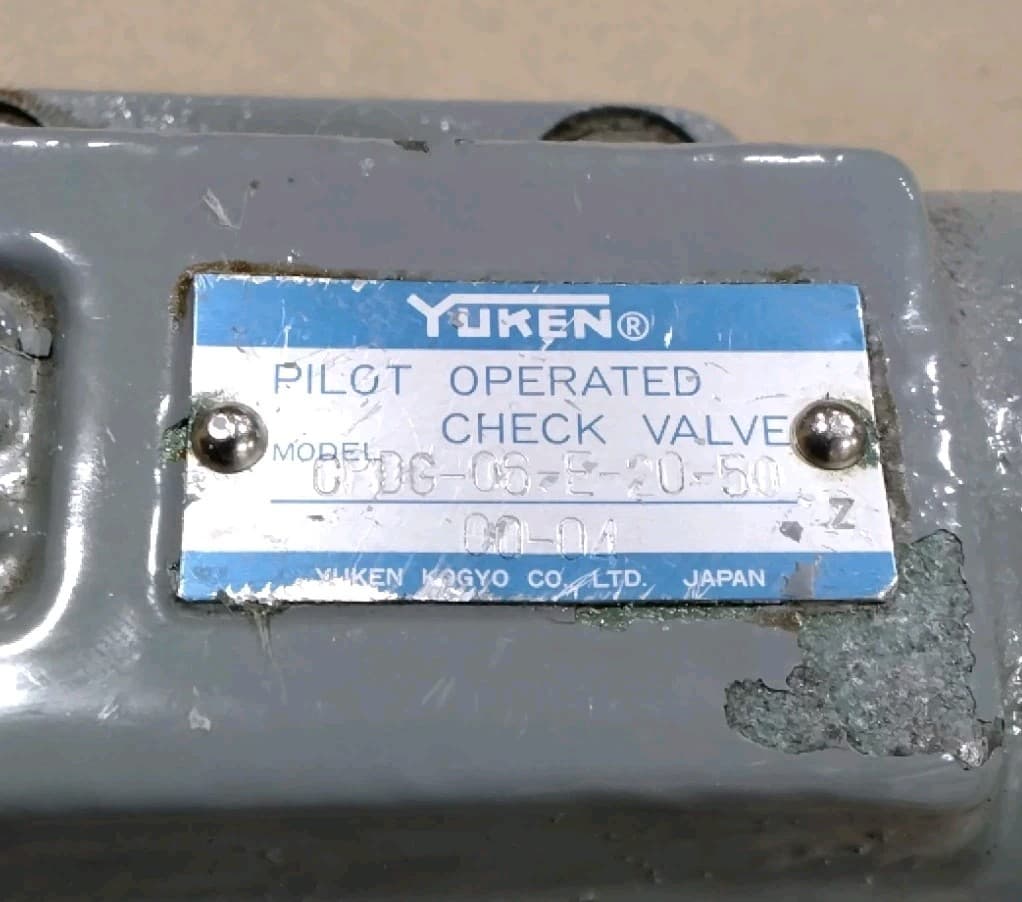 YUKEN®
PILOT OPERATED
CHECK VALVE
MODEL
CPDG-06-E-20-50
00-04
Z
YUKEN KOGYO CO., LTD. JAPAN